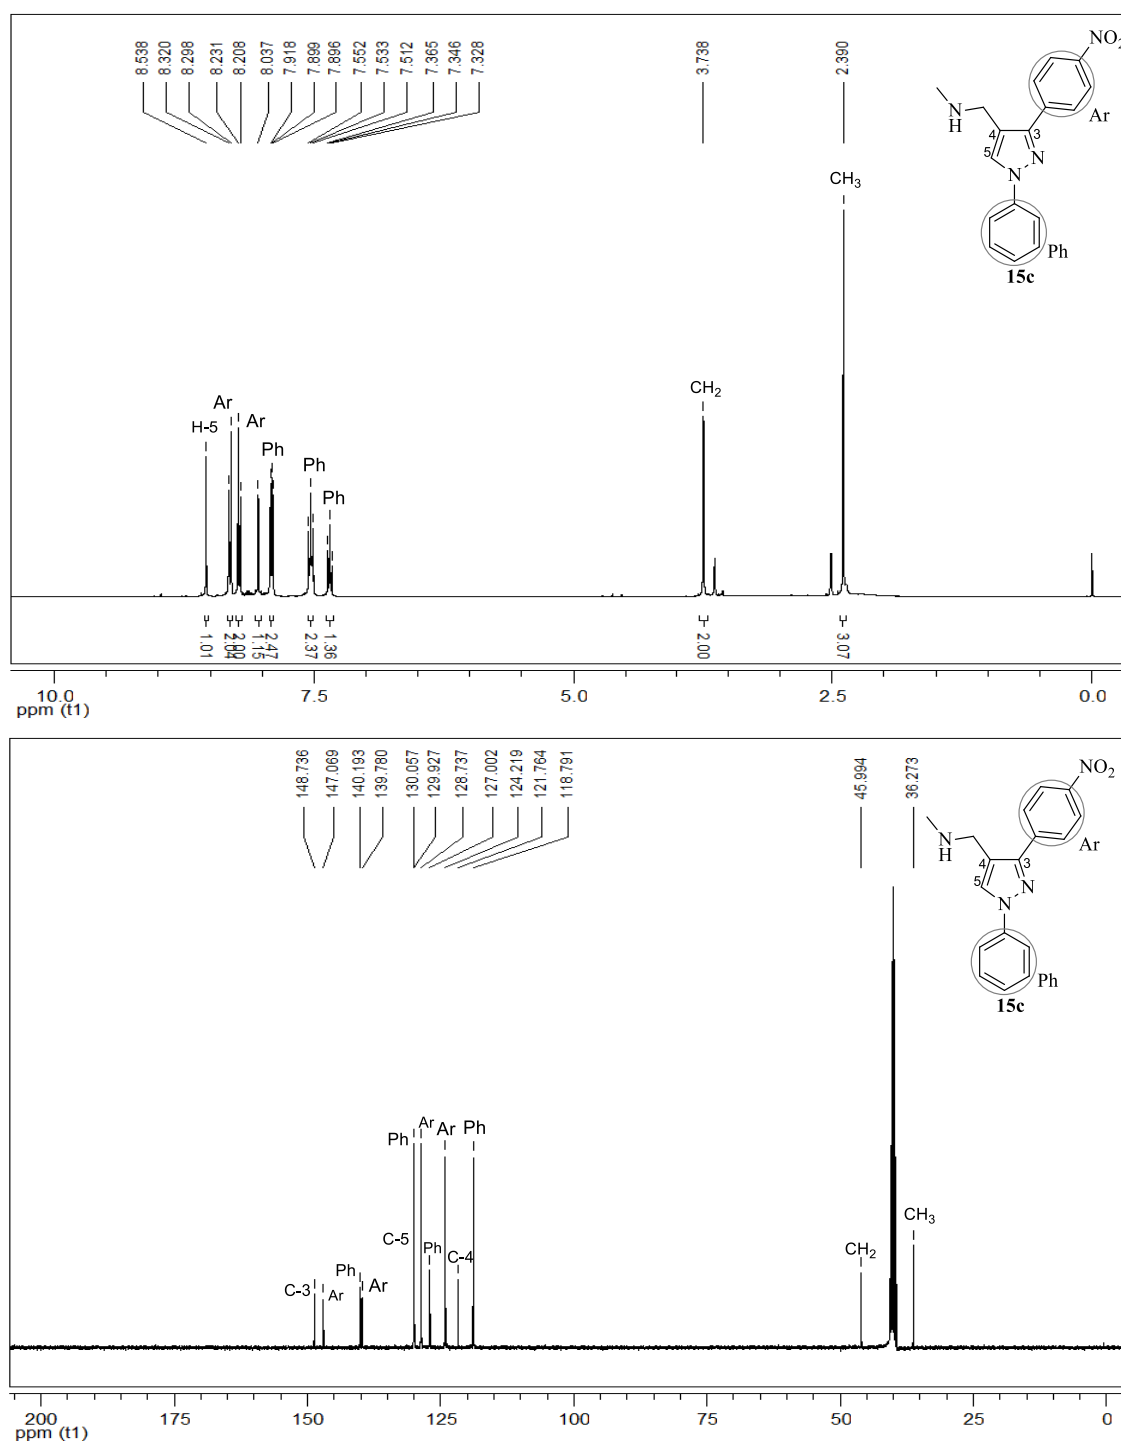 8.538
8.320
8.298
8.231
8.208
8.037
7.918
7.899
7.896
7.552
7.533
7.512
7.365
7.346
7.328
3.738
2.390
NO2
Ar
N
H
4
3
5
N
N
Ph
15c
CH3
CH2
H-5
Ar
Ar
Ph
Ph
Ph
1.01
2.04
2.00
1.15
2.47
2.37
1.36
2.00
3.07
10.0 7.5 5.0 2.5 0.0
ppm (t1)
148.736
147.069
140.193
139.780
130.057
129.927
128.737
127.002
124.219
121.764
118.791
45.994
36.273
NO2
Ar
N
H
4
3
5
N
N
Ph
15c
Ph
Ar
Ar
Ph
C-5
Ph
C-4
C-3
Ar
Ph
Ar
CH2
CH3
200 175 150 125 100 75 50 25 0
ppm (t1)